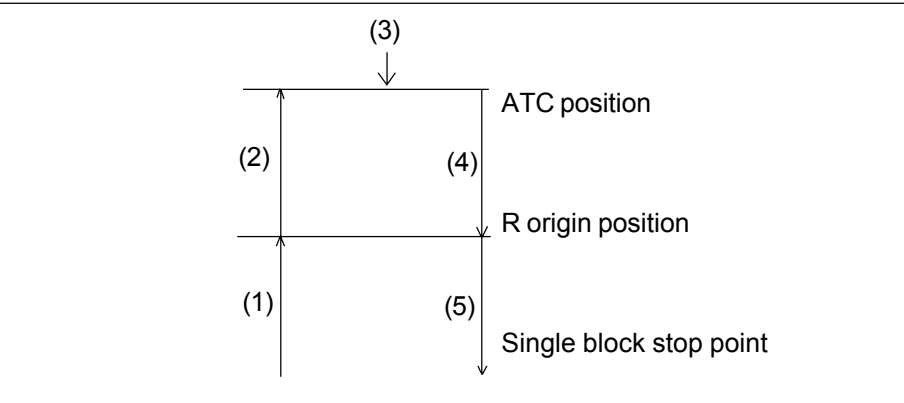 (3)
ATC position
(2)
(4)
R origin position
(1)
(5)
Single block stop point